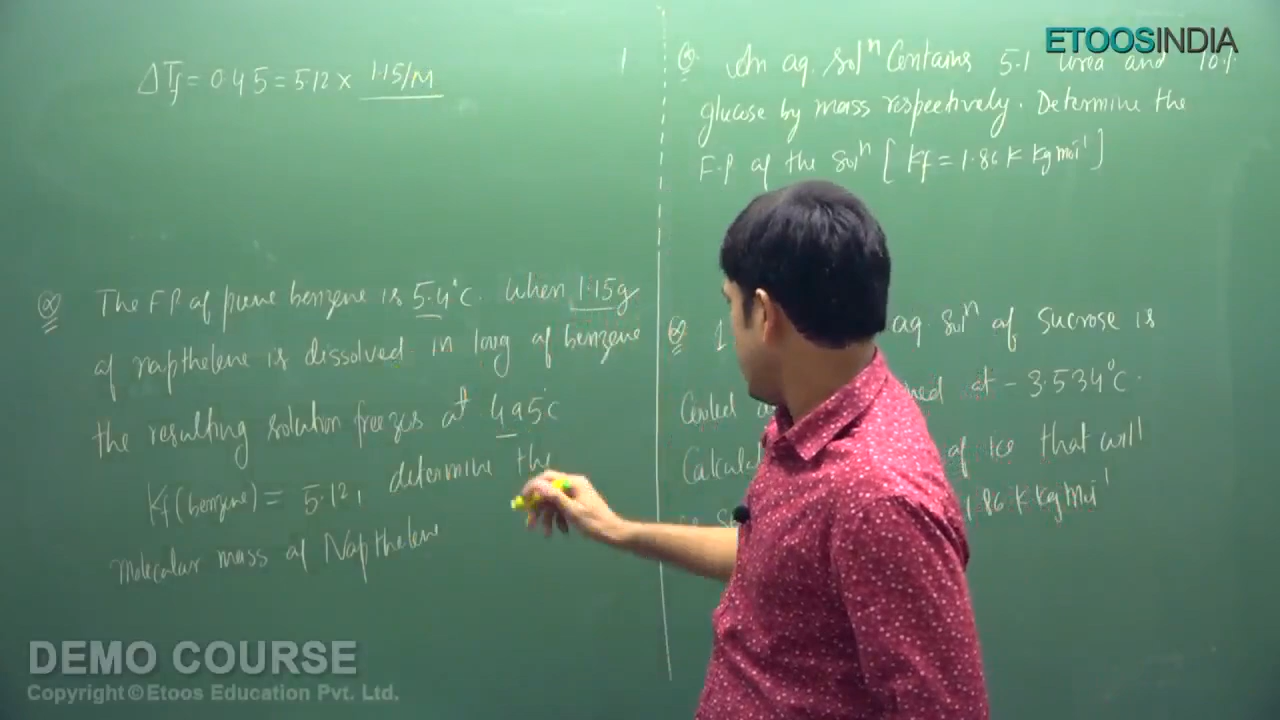 ETOOSINDIA
ΔTf = 0.45 = 5.12 × 1.15/M
Q The F.P of pure benzene is 5.4°C. When 1.15g
of napthelene is dissolved in 100g of benzene
the resulting solution freezes at 4.95°C
Kf (benzene) = 5.12, determine the
Molecular mass of Napthelene
1
Q. An aq. solⁿ Contains 5% urea and 10%
glucose by mass respectively. Determine the
F.P of the solⁿ [Kf = 1.86 K Kg mol⁻¹]
Q 1 aq. solⁿ of sucrose is
Cooled at - 3.534°C.
of ice that will
1.86 K Kg mol⁻¹
DEMO COURSE
Copyright © Etoos Education Pvt. Ltd.